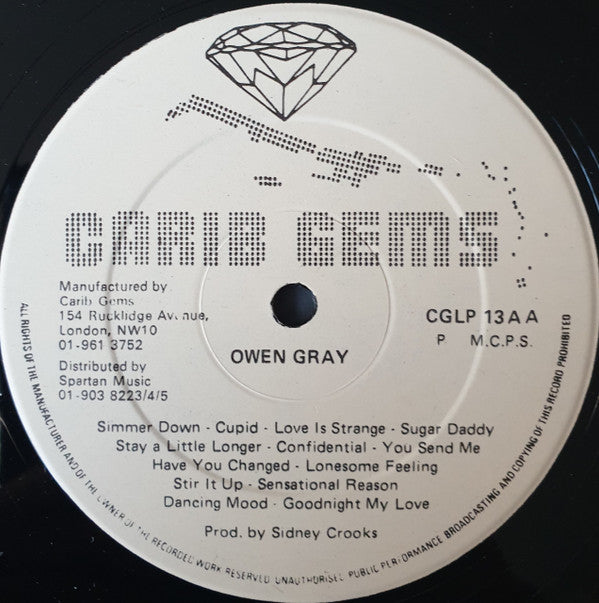 CARIB GEMS
Manufactured by
Carib Gems
154 Rucklidge Avenue,
London, NW10
01-961 3752
Distributed by
Spartan Music
01-903 8223/4/5
CGLP 13 A A
P M.C.P.S.
OWEN GRAY
Simmer Down - Cupid - Love Is Strange - Sugar Daddy
Stay a Little Longer - Confidential - You Send Me
Have You Changed - Lonesome Feeling
Stir It Up - Sensational Reason
Dancing Mood - Goodnight My Love
Prod. by Sidney Crooks
ALL RIGHTS OF THE MANUFACTURER AND OF THE OWNER OF THE RECORDED WORK RESERVED UNAUTHORISED PUBLIC PERFORMANCE BROADCASTING AND COPYING OF THIS RECORD PROHIBITED